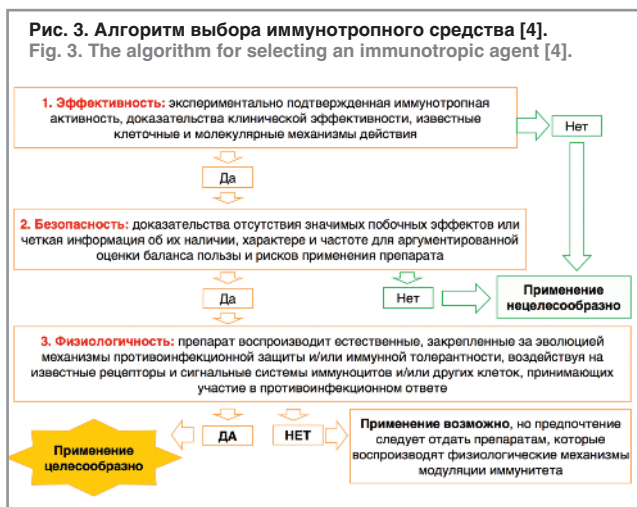 Рис. 3. Алгоритм выбора иммунотропного средства [4].
Fig. 3. The algorithm for selecting an immunotropic agent [4].
1. Эффективность: экспериментально подтвержденная иммунотропная
активность, доказательства клинической эффективности, известные
клеточные и молекулярные механизмы действия
Нет
Да
2. Безопасность: доказательства отсутствия значимых побочных эффектов или
четкая информация об их наличии, характере и частоте для аргументированной
оценки баланса пользы и рисков применения препарата
Да
Нет
Применение
нецелесообразно
3. Физиологичность: препарат воспроизводит естественные, закрепленные за эволюцией
механизмы противоинфекционной защиты и/или иммунной толерантности, воздействуя на
известные рецепторы и сигнальные системы иммуноцитов и/или других клеток, принимающих
участие в противоинфекционном ответе
Применение
целесообразно
ДА
НЕТ
Применение возможно, но предпочтение
следует отдать препаратам, которые
воспроизводят физиологические механизмы
модуляции иммунитета